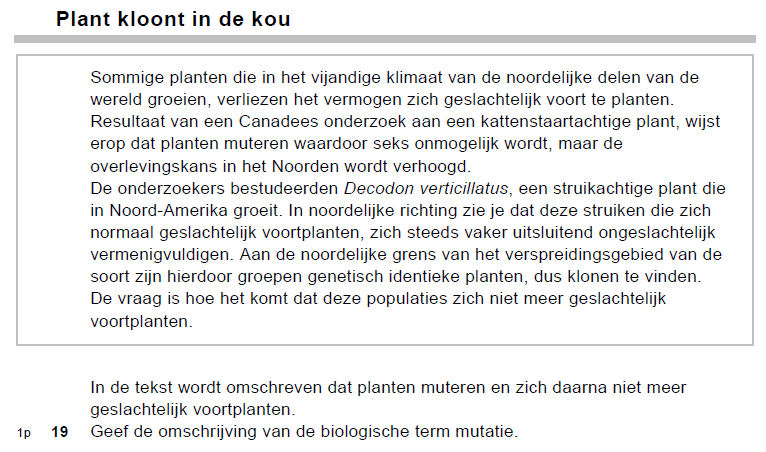 Plant kloont in de kou
Sommige planten die in het vijandige klimaat van de noordelijke delen van de
wereld groeien, verliezen het vermogen zich geslachtelijk voort te planten.
Resultaat van een Canadees onderzoek aan een kattenstaartachtige plant, wijst
erop dat planten muteren waardoor seks onmogelijk wordt, maar de
overlevingskans in het Noorden wordt verhoogd.
De onderzoekers bestudeerden Decodon verticillatus, een struikachtige plant die
in Noord-Amerika groeit. In noordelijke richting zie je dat deze struiken die zich
normaal geslachtelijk voortplanten, zich steeds vaker uitsluitend ongeslachtelijk
vermenigvuldigen. Aan de noordelijke grens van het verspreidingsgebied van de
soort zijn hierdoor groepen genetisch identieke planten, dus klonen te vinden.
De vraag is hoe het komt dat deze populaties zich niet meer geslachtelijk
voortplanten.
In de tekst wordt omschreven dat planten muteren en zich daarna niet meer
geslachtelijk voortplanten.
1p 19 Geef de omschrijving van de biologische term mutatie.